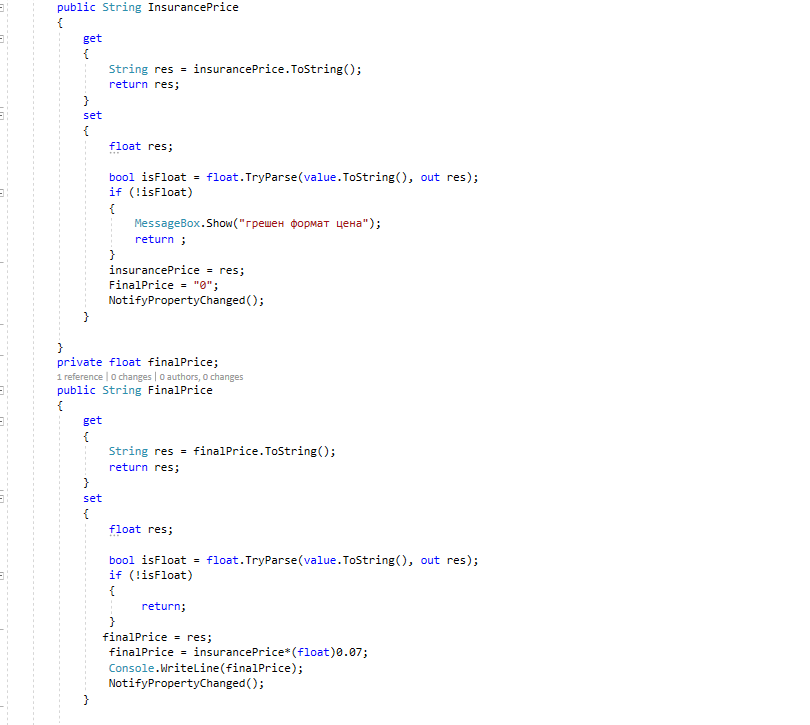 public String InsurancePrice
{
get
{
String res = insurancePrice.ToString();
return res;
}
set
{
float res;
bool isFloat = float.TryParse(value.ToString(), out res);
if (!isFloat)
{
MessageBox.Show("грешен формат цена");
return ;
}
insurancePrice = res;
FinalPrice = "0";
NotifyPropertyChanged();
}
}
private float finalPrice;
1 reference | 0 changes | 0 authors, 0 changes
public String FinalPrice
{
get
{
String res = finalPrice.ToString();
return res;
}
set
{
float res;
bool isFloat = float.TryParse(value.ToString(), out res);
if (!isFloat)
{
return;
}
finalPrice = res;
finalPrice = insurancePrice*(float)0.07;
Console.WriteLine(finalPrice);
NotifyPropertyChanged();
}